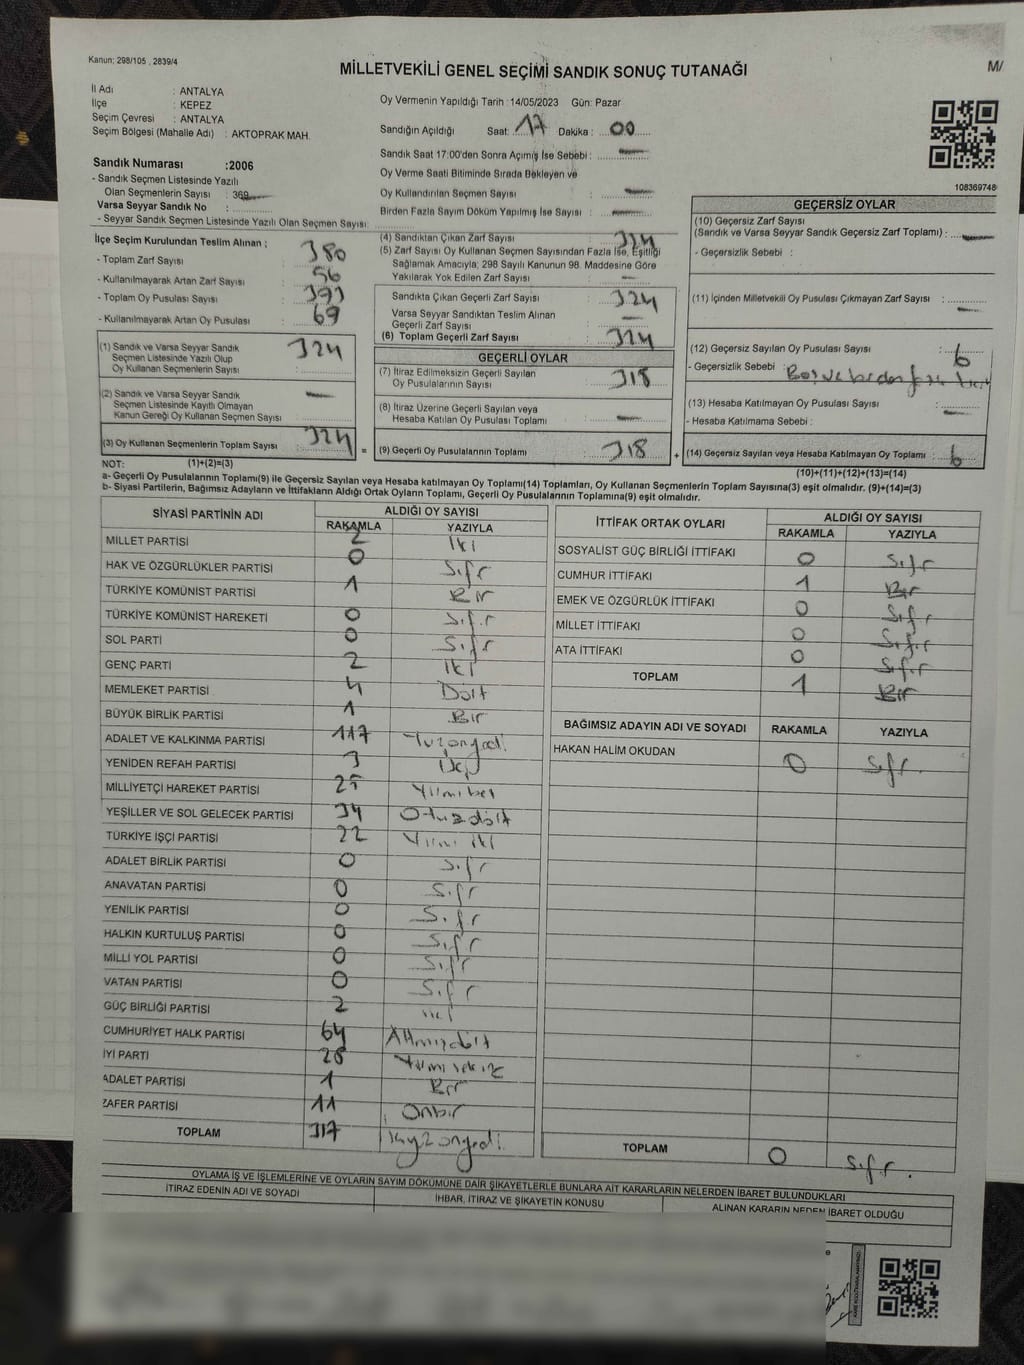 Kanun: 298/105 , 2839/4
MİLLETVEKİLİ GENEL SEÇİMİ SANDIK SONUÇ TUTANAĞI
M/
İl Adı : ANTALYA
İlçe : KEPEZ
Seçim Çevresi : ANTALYA
Seçim Bölgesi (Mahalle Adı) : AKTOPRAK MAH.
Oy Vermenin Yapıldığı Tarih :14/05/2023 Gün: Pazar
Sandığın Açıldığı Saat: 17 Dakika : 00
Sandık Saat 17:00'den Sonra Açımış İse Sebebi :
Oy Verme Saati Bitiminde Sırada Bekleyen ve
Oy Kullandırılan Seçmen Sayısı :
Birden Fazla Sayım Döküm Yapılmış İse Sayısı :
108369748
Sandık Numarası :2006
- Sandık Seçmen Listesinde Yazılı
Olan Seçmenlerin Sayısı : 369
Varsa Seyyar Sandık No :
- Seyyar Sandık Seçmen Listesinde Yazılı Olan Seçmen Sayısı:
İlçe Seçim Kurulundan Teslim Alınan ;
- Toplam Zarf Sayısı : 380
- Kullanılmayarak Artan Zarf Sayısı : 56
- Toplam Oy Pusulası Sayısı : 393
- Kullanılmayarak Artan Oy Pusulası : 69
(1) Sandık ve Varsa Seyyar Sandık
Seçmen Listesinde Yazılı Olup
Oy Kullanan Seçmenlerin Sayısı : 324
(2) Sandık ve Varsa Seyyar Sandık
Seçmen Listesinde Kayıtlı Olmayan
Kanun Gereği Oy Kullanan Seçmen Sayısı :
(3) Oy Kullanan Seçmenlerin Toplam Sayısı : 324
(4) Sandıktan Çıkan Zarf Sayısı : 324
(5) Zarf Sayısı Oy Kullanan Seçmen Sayısından Fazla İse, Eşitliği
Sağlamak Amacıyla; 298 Sayılı Kanunun 98. Maddesine Göre
Yakılarak Yok Edilen Zarf Sayısı :
Sandıkta Çıkan Geçerli Zarf Sayısı : 324
Varsa Seyyar Sandıktan Teslim Alınan
Geçerli Zarf Sayısı :
(6) Toplam Geçerli Zarf Sayısı : 324
GEÇERLİ OYLAR
(7) İtiraz Edilmeksizin Geçerli Sayılan
Oy Pusulalarının Sayısı : 318
(8) İtiraz Üzerine Geçerli Sayılan veya
Hesaba Katılan Oy Pusulası Toplamı :
= (9) Geçerli Oy Pusulalarının Toplamı : 318 +
GEÇERSİZ OYLAR
(10) Geçersiz Zarf Sayısı
(Sandık ve Varsa Seyyar Sandık Geçersiz Zarf Toplamı) :
- Geçersizlik Sebebi :
(11) İçinden Milletvekili Oy Pusulası Çıkmayan Zarf Sayısı :
(12) Geçersiz Sayılan Oy Pusulası Sayısı : 6
- Geçersizlik Sebebi : Boş ve birden fazla
(13) Hesaba Katılmayan Oy Pusulası Sayısı :
- Hesaba Katılmama Sebebi :
(14) Geçersiz Sayılan veya Hesaba Katılmayan Oy Toplamı : 6
NOT: (1)+(2)=(3)
(10)+(11)+(12)+(13)=(14)
a- Geçerli Oy Pusulalarının Toplamı(9) ile Geçersiz Sayılan veya Hesaba katılmayan Oy Toplamı(14) Toplamları, Oy Kullanan Seçmenlerin Toplam Sayısına(3) eşit olmalıdır. (9)+(14)=(3)
b- Siyasi Partilerin, Bağımsız Adayların ve İttifakların Aldığı Ortak Oyların Toplamı, Geçerli Oy Pusulalarının Toplamına(9) eşit olmalıdır.
SİYASİ PARTİNİN ADI ALDIĞI OY SAYISI
RAKAMLA YAZIYLA
MİLLET PARTİSİ 2 İki
HAK VE ÖZGÜRLÜKLER PARTİSİ 0 Sıfır
TÜRKİYE KOMÜNİST PARTİSİ 1 Bir
TÜRKİYE KOMÜNİST HAREKETİ 0 Sıfır
SOL PARTİ 0 Sıfır
GENÇ PARTİ 2 İki
MEMLEKET PARTİSİ 4 Dört
BÜYÜK BİRLİK PARTİSİ 1 Bir
ADALET VE KALKINMA PARTİSİ 117 Yüzonyedi
YENİDEN REFAH PARTİSİ 3 Üç
MİLLİYETÇİ HAREKET PARTİSİ 25 Yirmibeş
YEŞİLLER VE SOL GELECEK PARTİSİ 34 Otuzdört
TÜRKİYE İŞÇİ PARTİSİ 22 Yirmi iki
ADALET BİRLİK PARTİSİ 0 Sıfır
ANAVATAN PARTİSİ 0 Sıfır
YENİLİK PARTİSİ 0 Sıfır
HALKIN KURTULUŞ PARTİSİ 0 Sıfır
MİLLİ YOL PARTİSİ 0 Sıfır
VATAN PARTİSİ 0 Sıfır
GÜÇ BİRLİĞİ PARTİSİ 2 iki
CUMHURİYET HALK PARTİSİ 64 Altmışdört
İYİ PARTİ 28 Yirmi sekiz
ADALET PARTİSİ 1 Bir
ZAFER PARTİSİ 11 Onbir
TOPLAM 317 Üçyüzonyedi
İTTİFAK ORTAK OYLARI ALDIĞI OY SAYISI
RAKAMLA YAZIYLA
SOSYALİST GÜÇ BİRLİĞİ İTTİFAKI 0 Sıfır
CUMHUR İTTİFAKI 1 Bir
EMEK VE ÖZGÜRLÜK İTTİFAKI 0 Sıfır
MİLLET İTTİFAKI 0 Sıfır
ATA İTTİFAKI 0 Sıfır
TOPLAM 1 Bir
BAĞIMSIZ ADAYIN ADI VE SOYADI RAKAMLA YAZIYLA
HAKAN HALİM OKUDAN 0 Sıfır
TOPLAM 0 Sıfır
OYLAMA İŞ VE İŞLEMLERİNE VE OYLARIN SAYIM DÖKÜMÜNE DAİR ŞİKAYETLERLE BUNLARA AİT KARARLARIN NELERDEN İBARET BULUNDUKLARI
İTİRAZ EDENİN ADI VE SOYADI İHBAR, İTİRAZ VE ŞİKAYETİN KONUSU ALINAN KARARIN NEDEN İBARET OLDUĞU